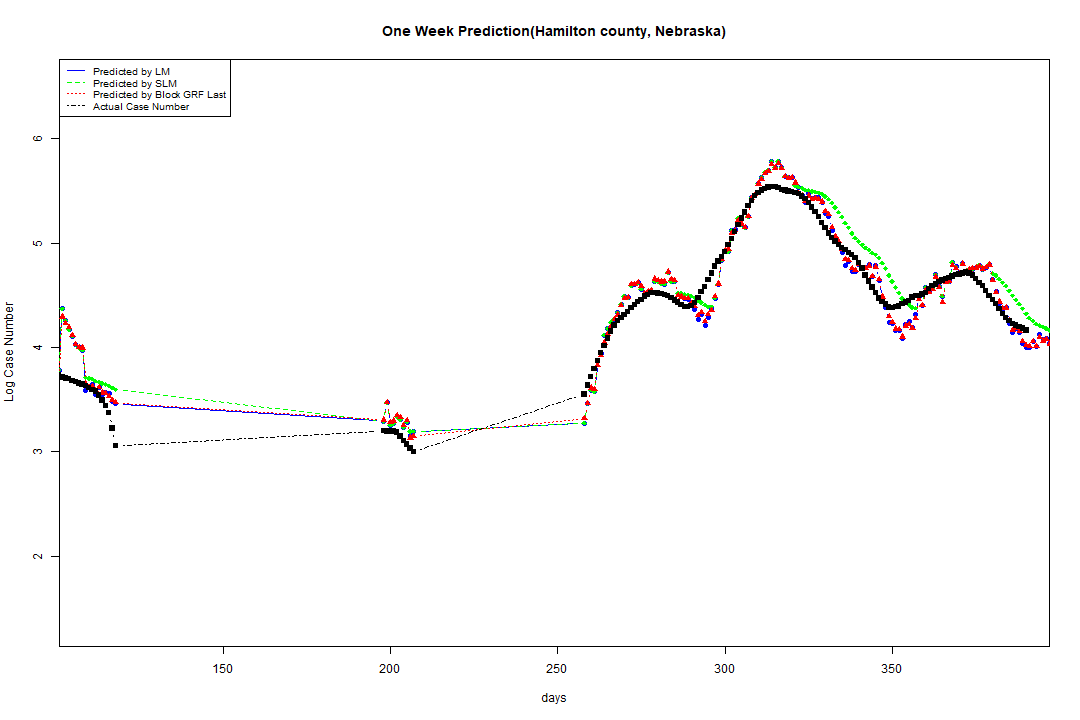 One Week Prediction(Hamilton county, Nebraska)
Predicted by LM
Predicted by SLM
Predicted by Block GRF Last
Actual Case Number
6
5
4
3
2
Log Case Number
150
200
250
300
350
days